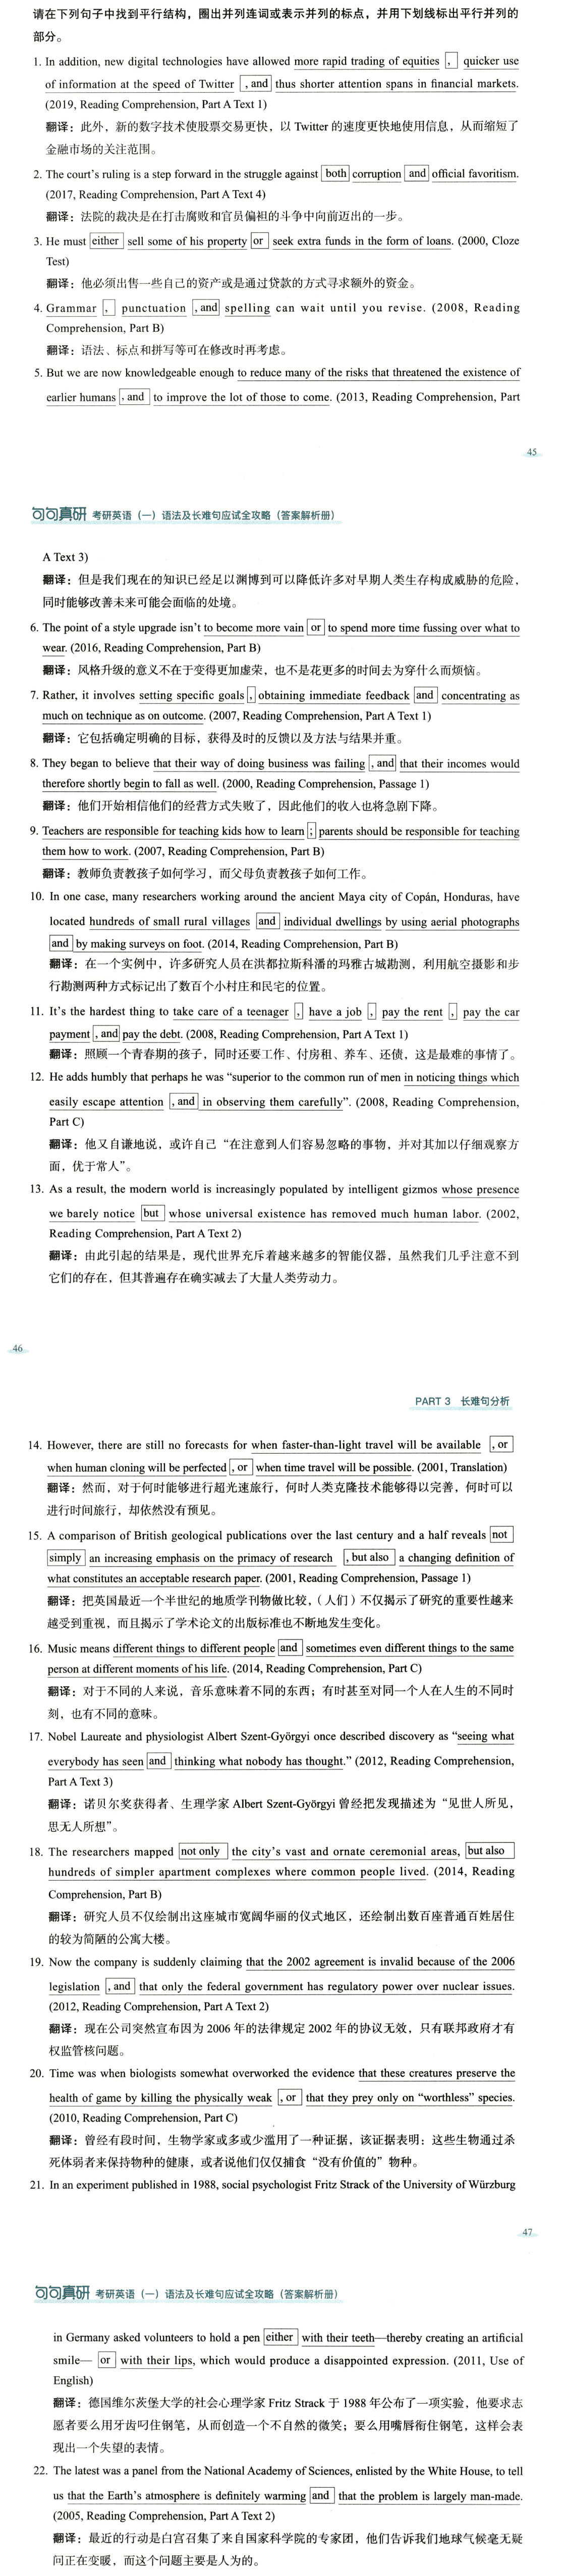 请在下列句子中找到平行结构，圈出并列连词或表示并列的标点，并用下划线标出平行并列的
部分。
1. In addition, new digital technologies have allowed more rapid trading of equities , quicker use
of information at the speed of Twitter , and thus shorter attention spans in financial markets.
(2019, Reading Comprehension, Part A Text 1)
翻译：此外，新的数字技术使股票交易更快，以 Twitter 的速度更快地使用信息，从而缩短了
金融市场的关注范围。
2. The court's ruling is a step forward in the struggle against both corruption and official favoritism.
(2017, Reading Comprehension, Part A Text 4)
翻译：法院的裁决是在打击腐败和官员偏袒的斗争中向前迈出的一步。
3. He must either sell some of his property or seek extra funds in the form of loans. (2000, Cloze
Test)
翻译：他必须出售一些自己的资产或是通过贷款的方式寻求额外的资金。
4. Grammar , punctuation , and spelling can wait until you revise. (2008, Reading
Comprehension, Part B)
翻译：语法、标点和拼写等可在修改时再考虑。
5. But we are now knowledgeable enough to reduce many of the risks that threatened the existence of
earlier humans , and to improve the lot of those to come. (2013, Reading Comprehension, Part
45
句句真研 考研英语（一）语法及长难句应试全攻略（答案解析册）
A Text 3)
翻译：但是我们现在的知识已经足以渊博到可以降低许多对早期人类生存构成威胁的危险，
同时能够改善未来可能会面临的处境。
6. The point of a style upgrade isn't to become more vain or to spend more time fussing over what to
wear. (2016, Reading Comprehension, Part B)
翻译：风格升级的意义不在于变得更加虚荣，也不是花更多的时间去为穿什么而烦恼。
7. Rather, it involves setting specific goals , obtaining immediate feedback and concentrating as
much on technique as on outcome. (2007, Reading Comprehension, Part A Text 1)
翻译：它包括确定明确的目标，获得及时的反馈以及方法与结果并重。
8. They began to believe that their way of doing business was failing , and that their incomes would
therefore shortly begin to fall as well. (2000, Reading Comprehension, Passage 1)
翻译：他们开始相信他们的经营方式失败了，因此他们的收入也将急剧下降。
9. Teachers are responsible for teaching kids how to learn ; parents should be responsible for teaching
them how to work. (2007, Reading Comprehension, Part B)
翻译：教师负责教孩子如何学习，而父母负责教孩子如何工作。
10. In one case, many researchers working around the ancient Maya city of Copán, Honduras, have
located hundreds of small rural villages and individual dwellings by using aerial photographs
and by making surveys on foot. (2014, Reading Comprehension, Part B)
翻译：在一个实例中，许多研究人员在洪都拉斯科潘的玛雅古城勘测，利用航空摄影和步
行勘测两种方式标记出了数百个小村庄和民宅的位置。
11. It's the hardest thing to take care of a teenager , have a job , pay the rent , pay the car
payment , and pay the debt. (2008, Reading Comprehension, Part A Text 1)
翻译：照顾一个青春期的孩子，同时还要工作、付房租、养车、还债，这是最难的事情了。
12. He adds humbly that perhaps he was “superior to the common run of men in noticing things which
easily escape attention , and in observing them carefully”. (2008, Reading Comprehension,
Part C)
翻译：他又自谦地说，或许自己“在注意到人们容易忽略的事物，并对其加以仔细观察方
面，优于常人”。
13. As a result, the modern world is increasingly populated by intelligent gizmos whose presence
we barely notice but whose universal existence has removed much human labor. (2002,
Reading Comprehension, Part A Text 2)
翻译：由此引起的结果是，现代世界充斥着越来越多的智能仪器，虽然我们几乎注意不到
它们的存在，但其普遍存在确实减去了大量人类劳动力。
46
PART 3 长难句分析
14. However, there are still no forecasts for when faster-than-light travel will be available , or
when human cloning will be perfected , or when time travel will be possible. (2001, Translation)
翻译：然而，对于何时能够进行超光速旅行，何时人类克隆技术能够得以完善，何时可以
进行时间旅行，却依然没有预见。
15. A comparison of British geological publications over the last century and a half reveals not
simply an increasing emphasis on the primacy of research , but also a changing definition of
what constitutes an acceptable research paper. (2001, Reading Comprehension, Passage 1)
翻译：把英国最近一个半世纪的地质学刊物做比较，（人们）不仅揭示了研究的重要性越来
越受到重视，而且揭示了学术论文的出版标准也不断地发生变化。
16. Music means different things to different people and sometimes even different things to the same
person at different moments of his life. (2014, Reading Comprehension, Part C)
翻译：对于不同的人来说，音乐意味着不同的东西；有时甚至对同一个人在人生的不同时
刻，也有不同的意味。
17. Nobel Laureate and physiologist Albert Szent-Györgyi once described discovery as “seeing what
everybody has seen and thinking what nobody has thought.” (2012, Reading Comprehension,
Part A Text 3)
翻译：诺贝尔奖获得者、生理学家 Albert Szent-Györgyi 曾经把发现描述为“见世人所见，
思无人所想”。
18. The researchers mapped not only the city's vast and ornate ceremonial areas, but also
hundreds of simpler apartment complexes where common people lived. (2014, Reading
Comprehension, Part B)
翻译：研究人员不仅绘制出这座城市宽阔华丽的仪式地区，还绘制出数百座普通百姓居住
的较为简陋的公寓大楼。
19. Now the company is suddenly claiming that the 2002 agreement is invalid because of the 2006
legislation , and that only the federal government has regulatory power over nuclear issues.
(2012, Reading Comprehension, Part A Text 2)
翻译：现在公司突然宣布因为 2006 年的法律规定 2002 年的协议无效，只有联邦政府才有
权监管核问题。
20. Time was when biologists somewhat overworked the evidence that these creatures preserve the
health of game by killing the physically weak , or that they prey only on “worthless” species.
(2010, Reading Comprehension, Part C)
翻译：曾经有段时间，生物学家或多或少滥用了一种证据，该证据表明：这些生物通过杀
死体弱者来保持物种的健康，或者说他们仅仅捕食“没有价值的”物种。
21. In an experiment published in 1988, social psychologist Fritz Strack of the University of Würzburg
47
句句真研 考研英语（一）语法及长难句应试全攻略（答案解析册）
in Germany asked volunteers to hold a pen either with their teeth—thereby creating an artificial
smile— or with their lips, which would produce a disappointed expression. (2011, Use of
English)
翻译：德国维尔茨堡大学的社会心理学家 Fritz Strack 于 1988 年公布了一项实验，他要求志
愿者要么用牙齿叼住钢笔，从而创造一个不自然的微笑；要么用嘴唇衔住钢笔，这样会表
现出一个失望的表情。
22. The latest was a panel from the National Academy of Sciences, enlisted by the White House, to tell
us that the Earth's atmosphere is definitely warming and that the problem is largely man-made.
(2005, Reading Comprehension, Part A Text 2)
翻译：最近的行动是白宫召集了来自国家科学院的专家团，他们告诉我们地球气候毫无疑
问正在变暖，而这个问题主要是人为的。